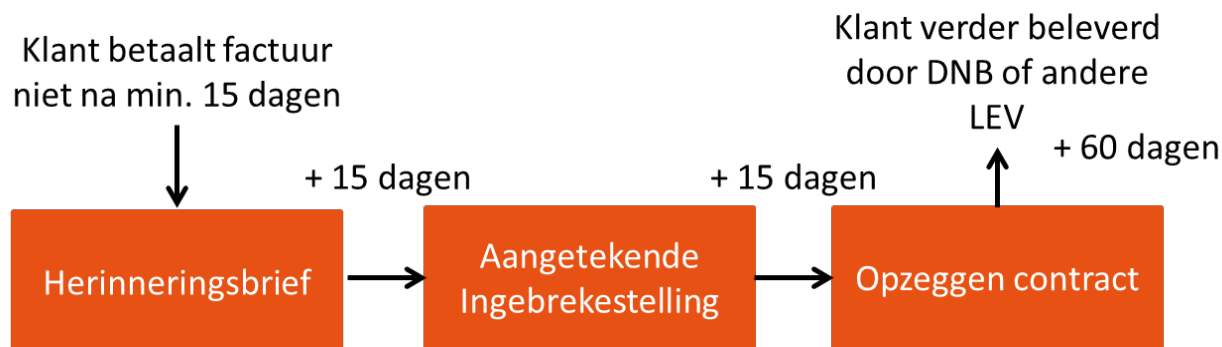 Klant betaalt factuur
niet na min. 15 dagen
Klant verder beleverd
door DNB of andere
LEV
+ 60 dagen
+ 15 dagen
+ 15 dagen
Herinneringsbrief
Aangetekende
Ingebrekestelling
Opzeggen contract